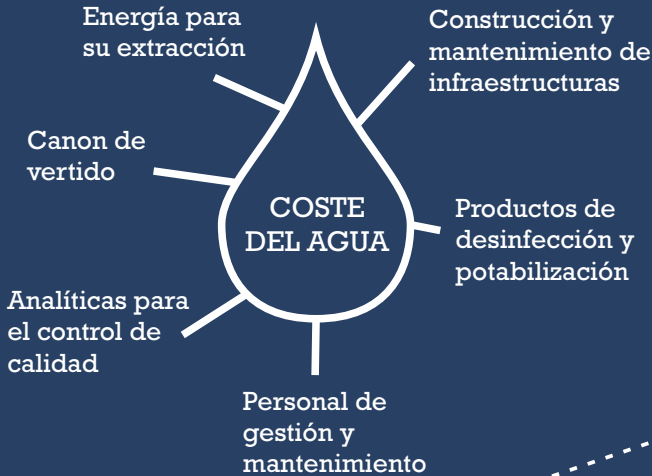 Energía para
su extracción
Construcción y
mantenimiento de
infraestructuras
Canon de
vertido
COSTE
DEL AGUA
Productos de
desinfección y
potabilización
Analíticas para
el control de
calidad
Personal de
gestión y
mantenimiento